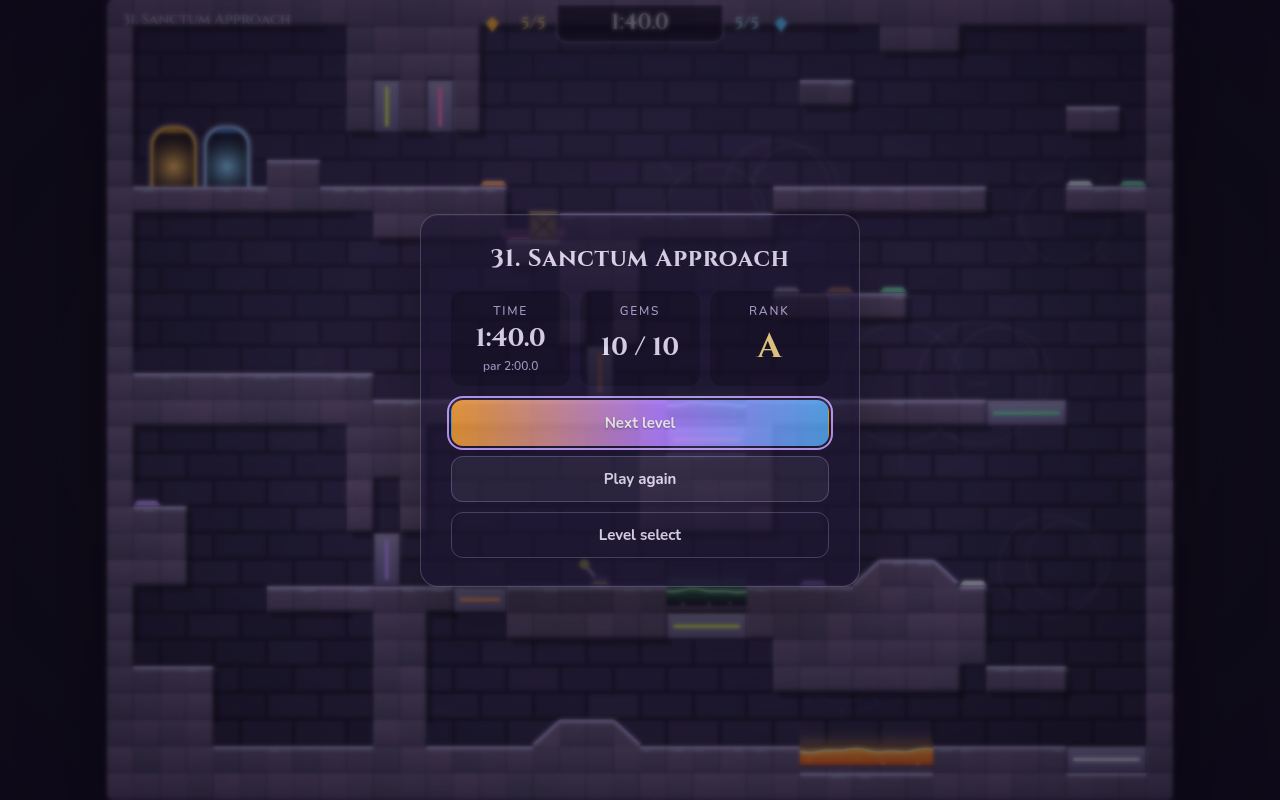 31. Sanctum Approach
5/5
1:40.0
5/5
31. Sanctum Approach
TIME
1:40.0
par 2:00.0
GEMS
10 / 10
RANK
A
Next level
Play again
Level select